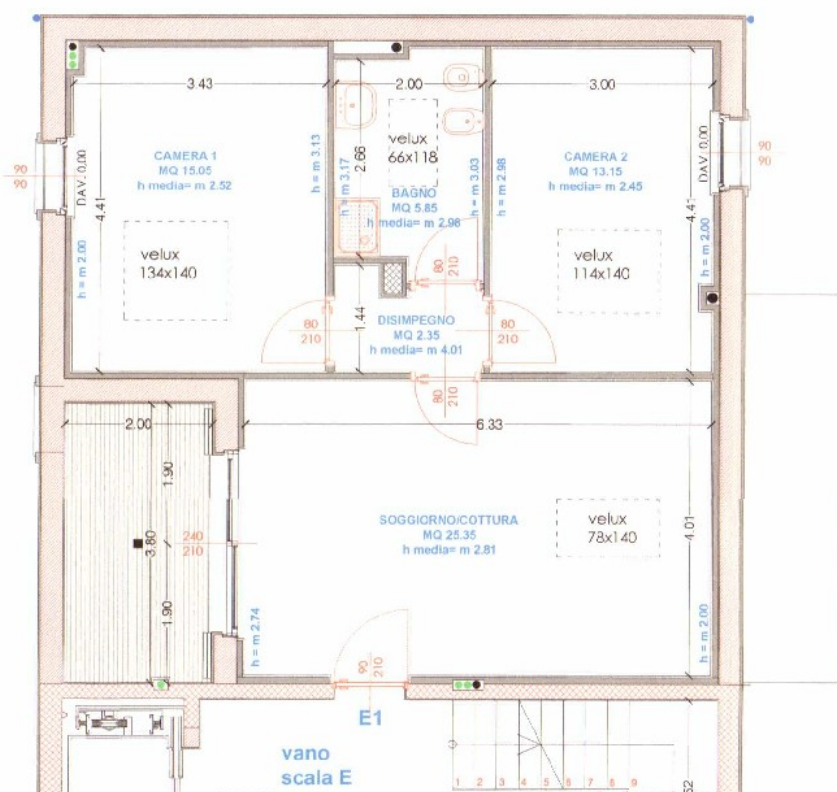 3.43
2.00
3.00
90
90
DAV. 0.00
4.41
h = m 2.00
CAMERA 1
MQ 15.05
h media= m 2.52
velux
134x140
h = m 3.13
h = m 3.17
2.66
velux
66x118
BAGNO
MQ 5.85
h media= m 2.98
h = m 3.03
h = m 2.98
CAMERA 2
MQ 13.15
h media= m 2.45
velux
114x140
DAV. 0.00
4.41
h = m 2.00
90
90
80
210
80
210
1.44
DISIMPEGNO
MQ 2.35
h media= m 4.01
80
210
80
210
2.00
6.33
1.90
3.80
1.90
240
210
SOGGIORNO/COTTURA
MQ 25.35
h media= m 2.81
velux
78x140
4.01
h = m 2.74
h = m 2.00
90
210
E1
vano
scala E
1 2 3 4 5 6 7 8 9